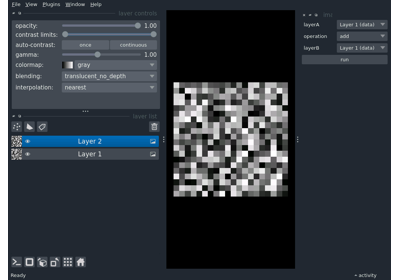 File View Plugins Window Help
layer controls
opacity: 1.00
contrast limits:
auto-contrast: once continuous
gamma: 1.00
colormap: gray
blending: translucent_no_depth
interpolation: nearest
layer list
Layer 2
Layer 1
layerA Layer 1 (data)
operation add
layerB Layer 1 (data)
run
Ready
activity